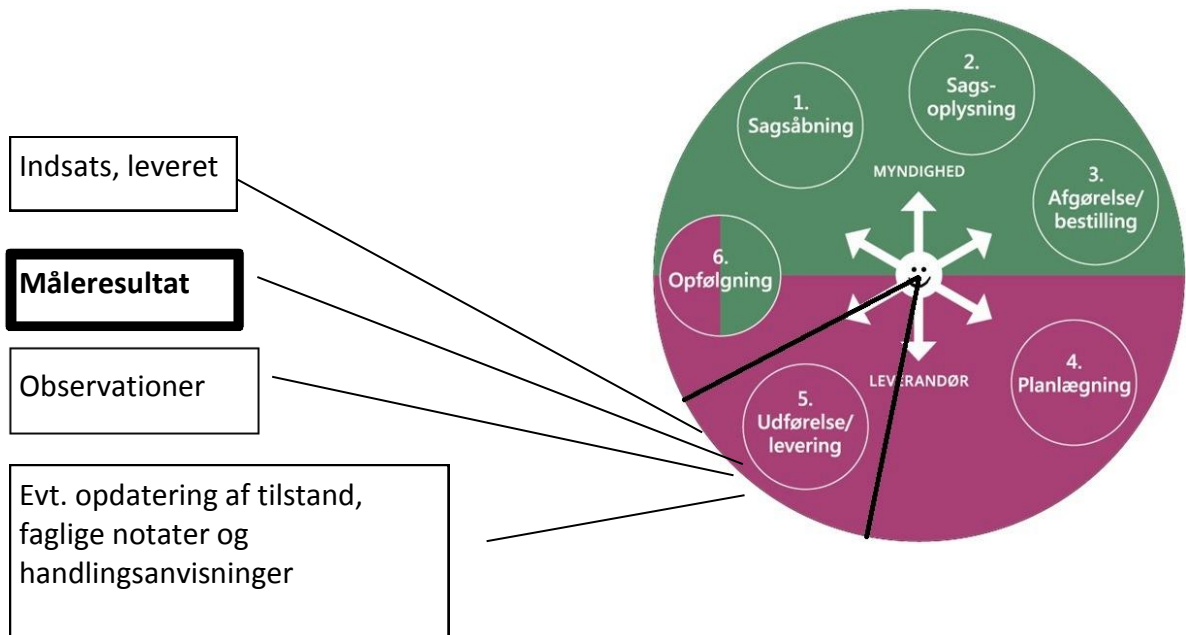 Indsats, leveret
Måleresultat
Observationer
Evt. opdatering af tilstand,
faglige notater og
handlingsanvisninger
1.
Sagsåbning
2.
Sags-
oplysning
MYNDIGHED
3.
Afgørelse/
bestilling
6.
Opfølgning
LEVERANDØR
4.
Planlægning
5.
Udførelse/
levering